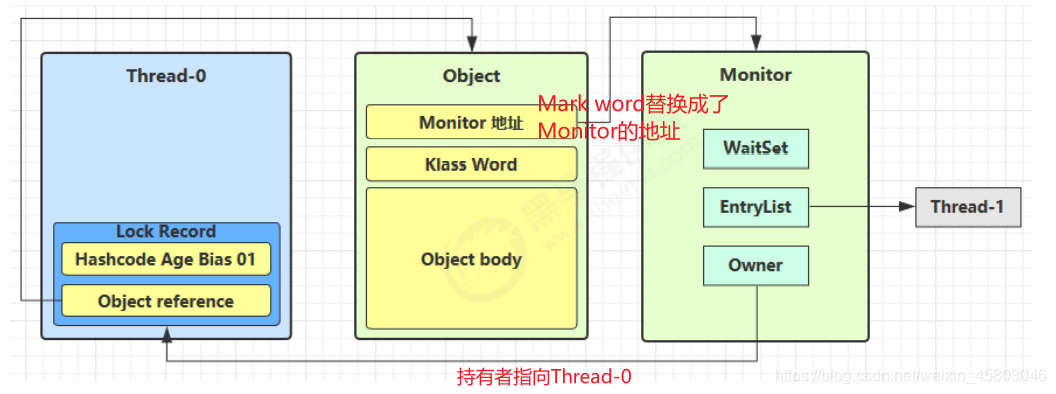 Thread-0
Lock Record
Hashcode Age Bias 01
Object reference
Object
Monitor 地址
Klass Word
Object body
Mark word替换成了
Monitor的地址
Monitor
WaitSet
EntryList
Owner
Thread-1
持有者指向Thread-0
https://blog.csdn.net/weixin_45803046